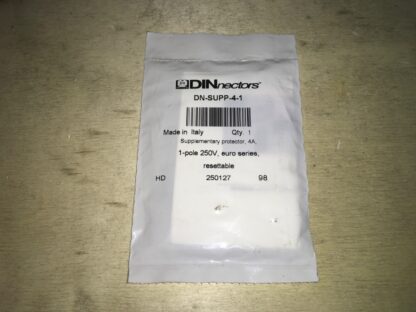 DINnectors®
DN-SUPP-4-1
Made in Italy Qty. 1
Supplementary protector, 4A,
1-pole 250V, euro series,
resettable
HD 250127 98